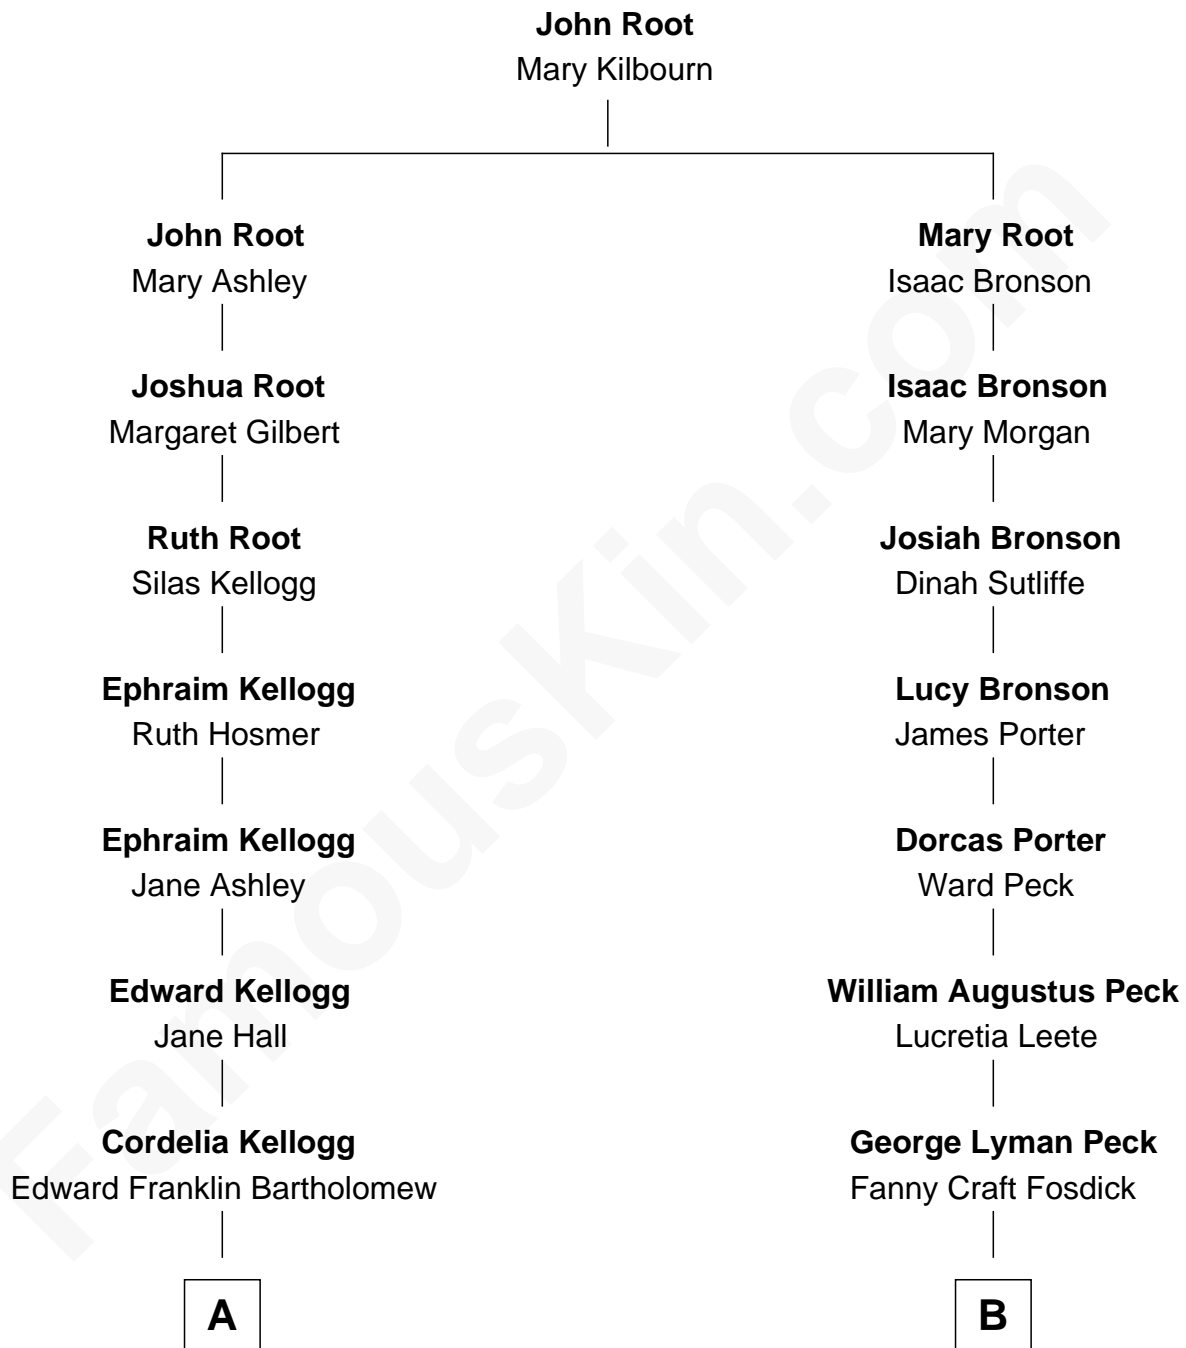 John Root
Mary Kilbourn
John Root
Mary Ashley
Mary Root
Isaac Bronson
Joshua Root
Margaret Gilbert
Isaac Bronson
Mary Morgan
Ruth Root
Silas Kellogg
Josiah Bronson
Dinah Sutliffe
Ephraim Kellogg
Ruth Hosmer
Lucy Bronson
James Porter
Ephraim Kellogg
Jane Ashley
Dorcas Porter
Ward Peck
Edward Kellogg
Jane Hall
William Augustus Peck
Lucretia Leete
Cordelia Kellogg
Edward Franklin Bartholomew
George Lyman Peck
Fanny Craft Fosdick
A
B
FamousKin.com